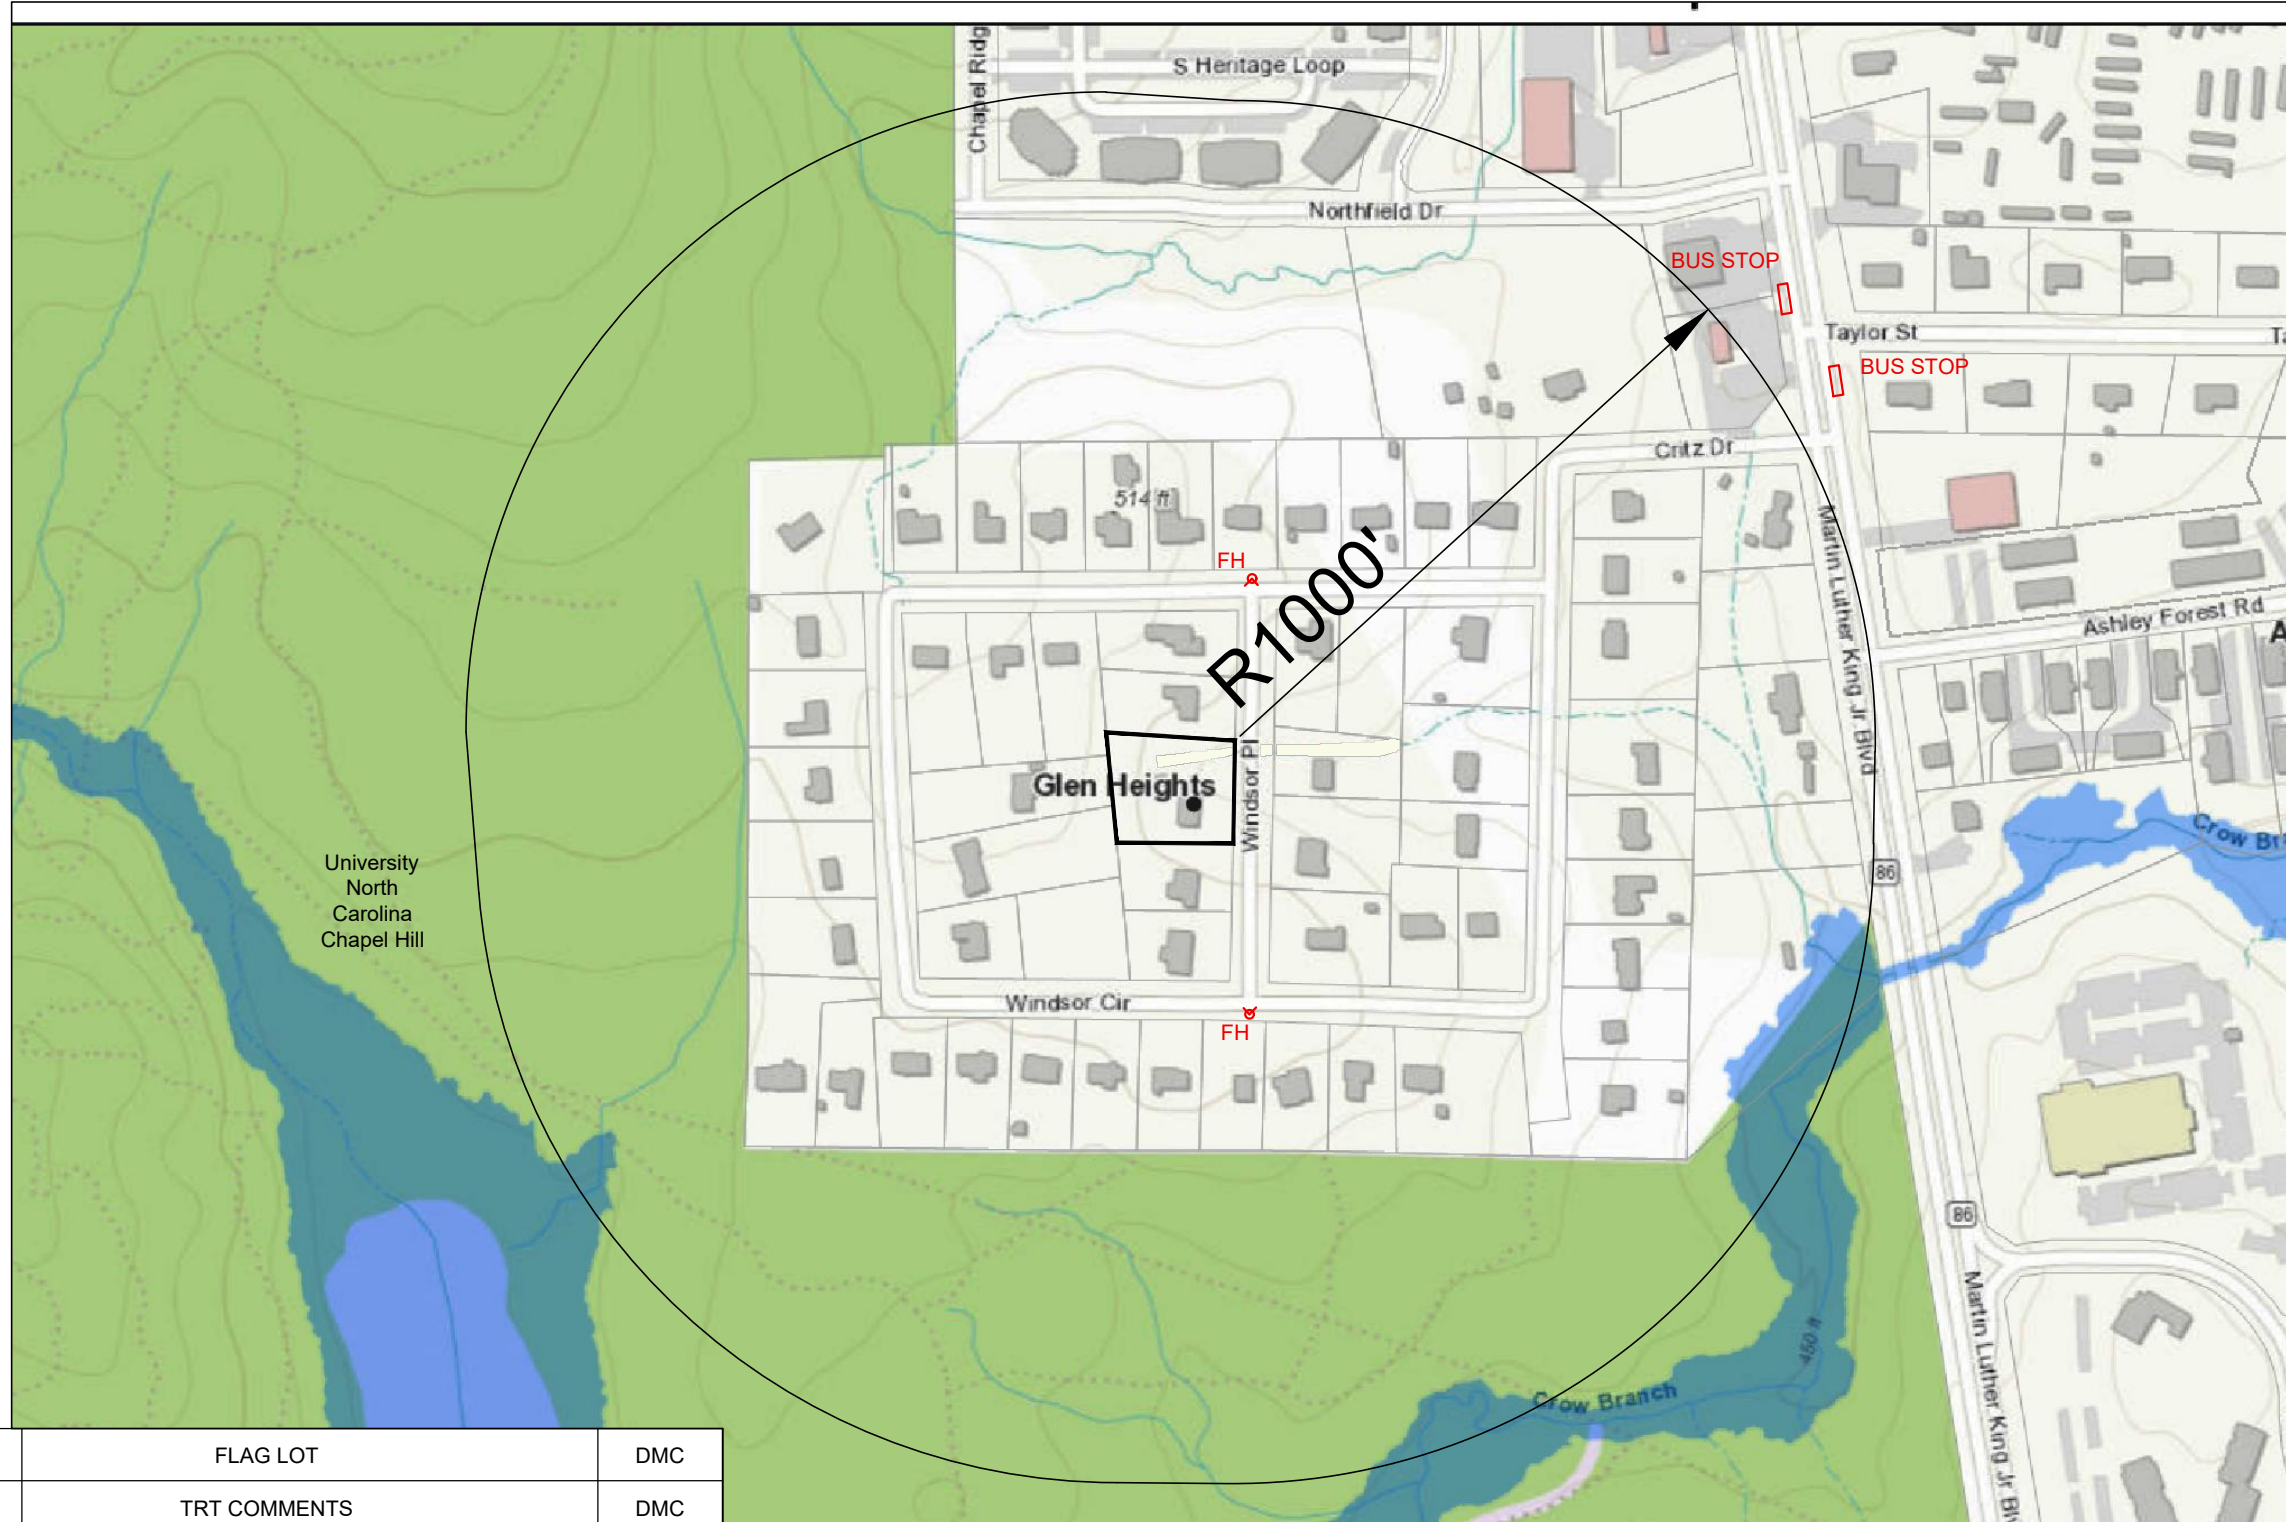 Chapel Ridg
S Heritage Loop
Northfield Dr
BUS STOP
Taylor St
Ta
BUS STOP
Critz Dr
514 ft
Martin Luther King Jr Blvd
FH
R1000'
Ashley Forest Rd
A
Windsor Pl
Glen Heights
Crow Br
University
North
Carolina
Chapel Hill
86
Windsor Cir
FH
86
Martin Luther King Jr Blv
450 ft
Crow Branch
FLAG LOT DMC
TRT COMMENTS DMC